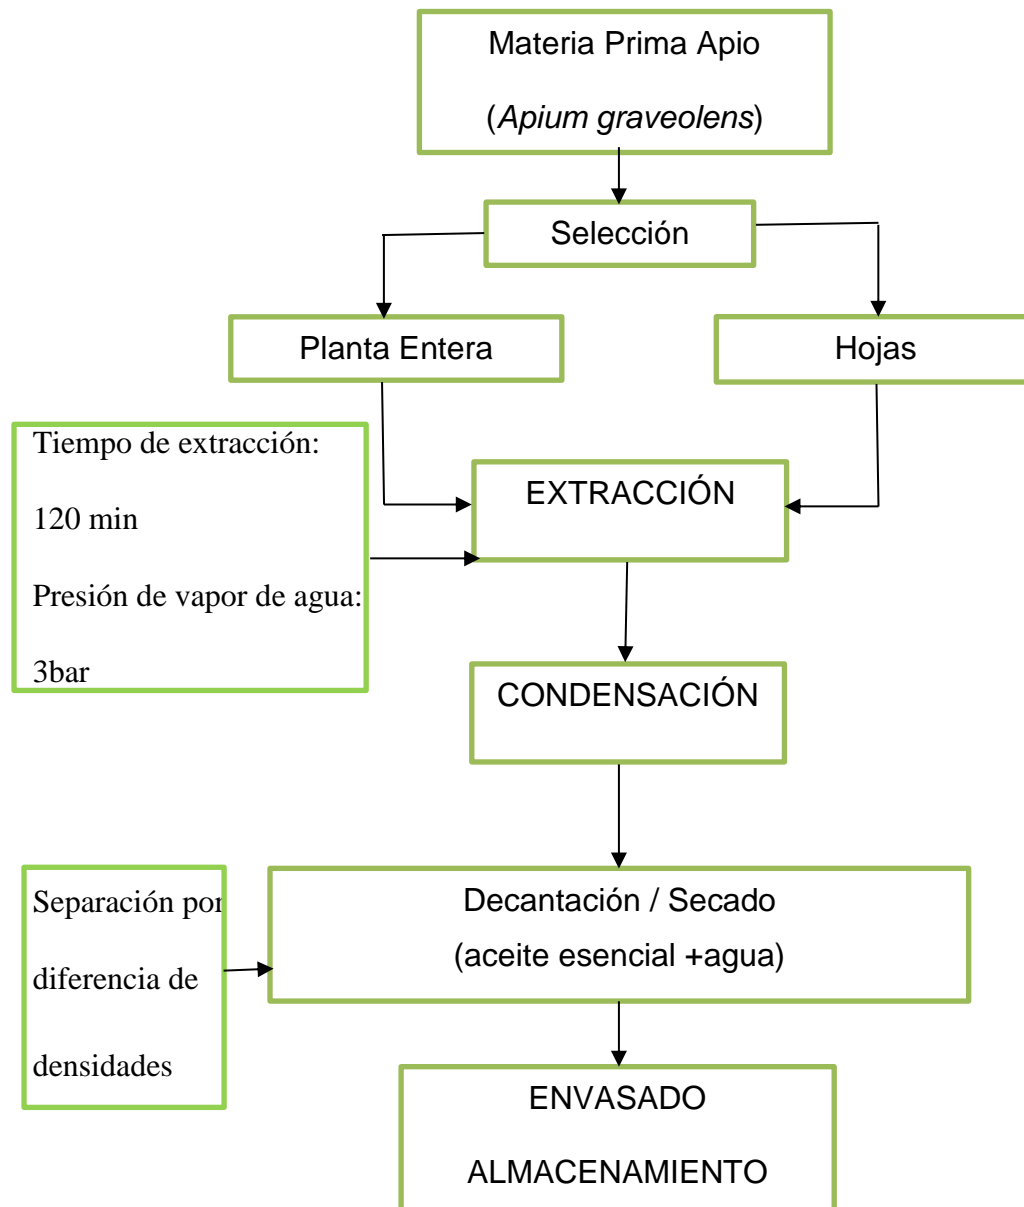 Materia Prima Apio
(Apium graveolens)
Selección
Planta Entera
Hojas
Tiempo de extracción:
120 min
Presión de vapor de agua:
3bar
EXTRACCIÓN
CONDENSACIÓN
Separación por
diferencia de
densidades
Decantación / Secado
(aceite esencial +agua)
ENVASADO
ALMACENAMIENTO